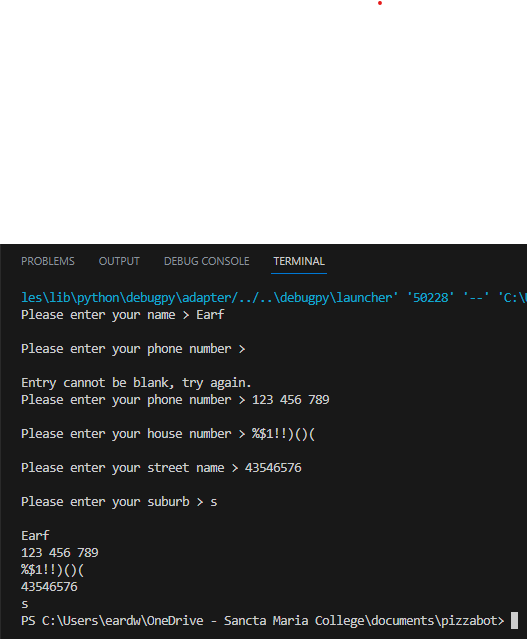 PROBLEMS OUTPUT DEBUG CONSOLE TERMINAL
les\lib\python\debugpy\adapter/../..\debugpy\launcher' '50228' '--' 'C:\
Please enter your name > Earf
Please enter your phone number >
Entry cannot be blank, try again.
Please enter your phone number > 123 456 789
Please enter your house number > %$1!!)()(
Please enter your street name > 43546576
Please enter your suburb > s
Earf
123 456 789
%$1!!)()(
43546576
s
PS C:\Users\eardw\OneDrive - Sancta Maria College\documents\pizzabot>